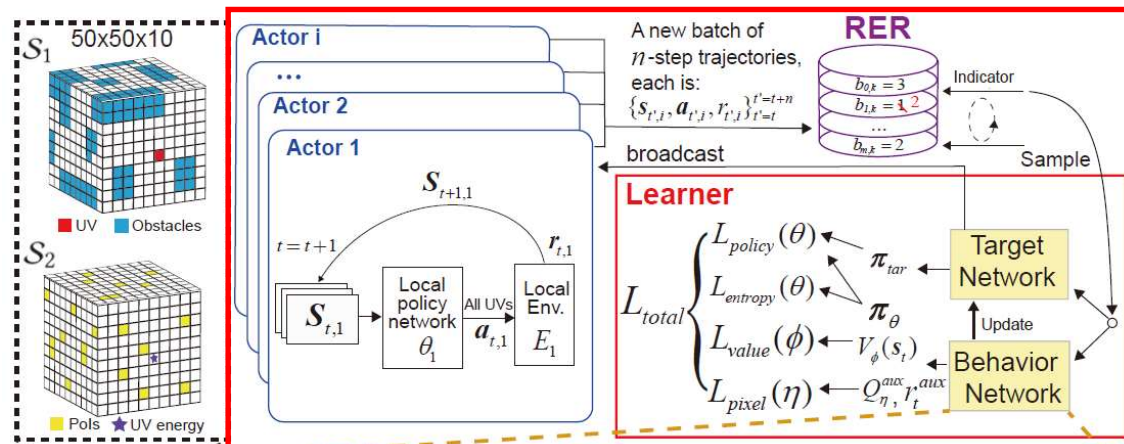 50x50x10
S₁
UV
Obstacles
S₂
PoIs
UV energy
Actor i
...
Actor 2
Actor 1
S_{t+1,1}
t = t+1
r_{t,1}
S_{t,1}
Local
policy
network
θ₁
All UVs
a_{t,1}
Local
Env.
E₁
A new batch of
n-step trajectories,
each is:
{s_{t',i}, a_{t',i}, r_{t',i}}_{t'=t}^{t'=t+n}
RER
b_{0,k} = 3
b_{1,k} = 1 2
...
b_{m,k} = 2
Indicator
Sample
broadcast
Learner
L_{total}
L_{policy}(θ)
L_{entropy}(θ)
L_{value}(ϕ)
L_{pixel}(η)
π_{tar}
π_θ
V_ϕ(s_t)
Q_η^{aux}, r_t^{aux}
Target
Network
Update
Behavior
Network